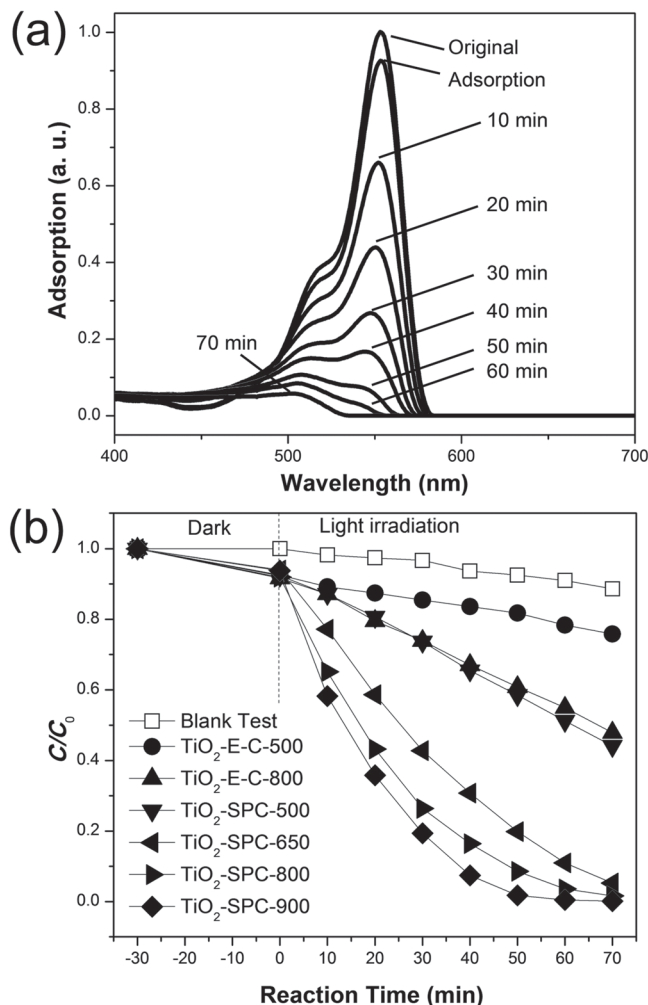 (a)
1.0
0.8
0.6
0.4
0.2
0.0
Adsorption (a. u.)
Original
Adsorption
10 min
20 min
30 min
40 min
50 min
60 min
70 min
400 500 600 700
Wavelength (nm)
(b)
Dark Light irradiation
1.0
0.8
0.6
0.4
0.2
0.0
C/C₀
Blank Test
TiO₂-E-C-500
TiO₂-E-C-800
TiO₂-SPC-500
TiO₂-SPC-650
TiO₂-SPC-800
TiO₂-SPC-900
-30 -20 -10 0 10 20 30 40 50 60 70
Reaction Time (min)